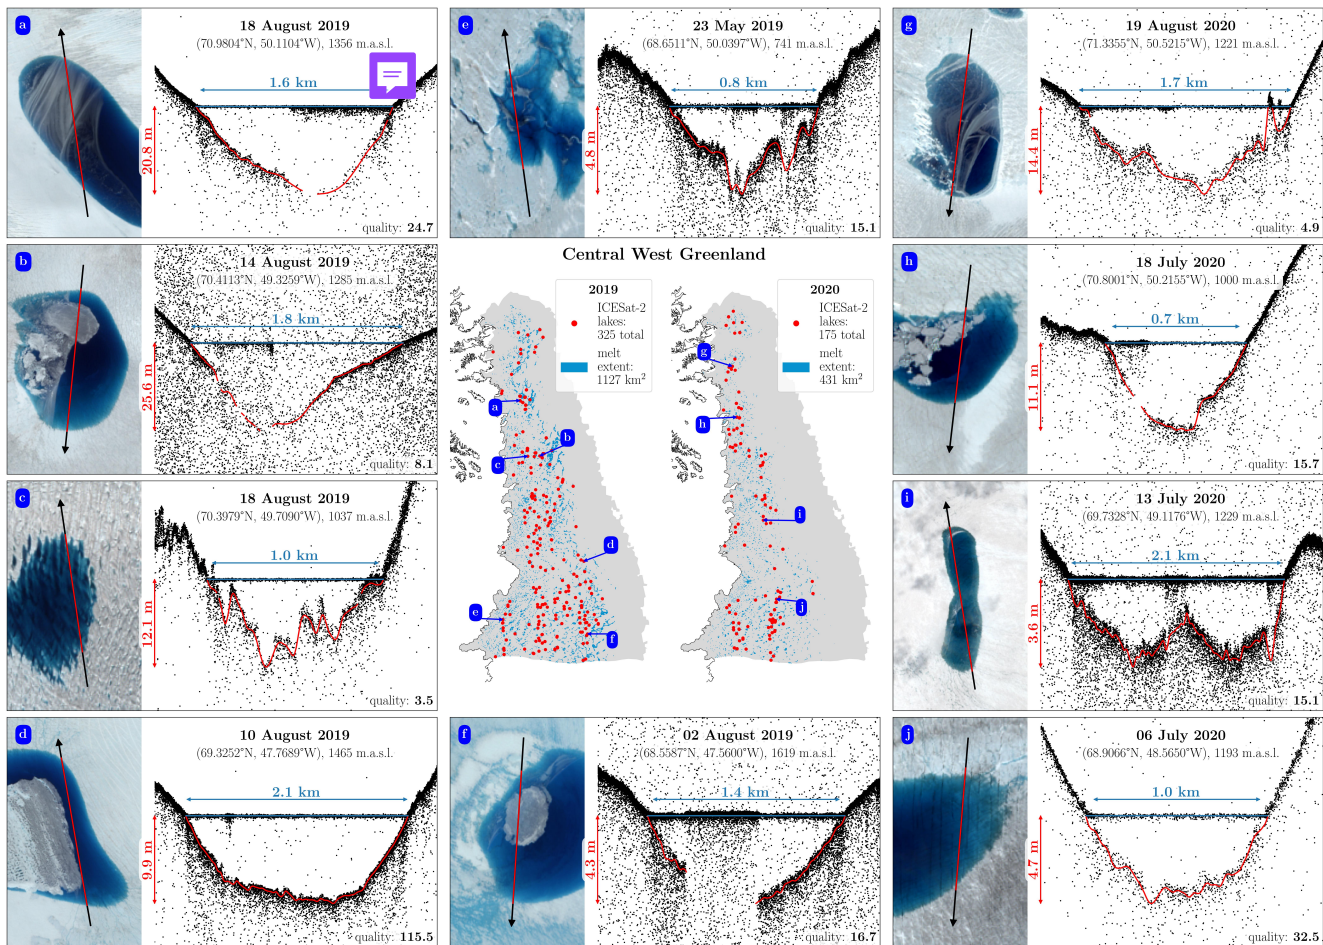 a
18 August 2019
(70.9804°N, 50.1104°W), 1356 m.a.s.l.
1.6 km
20.8 m
quality: 24.7
b
14 August 2019
(70.4113°N, 49.3259°W), 1285 m.a.s.l.
1.8 km
25.6 m
quality: 8.1
c
18 August 2019
(70.3979°N, 49.7090°W), 1037 m.a.s.l.
1.0 km
12.1 m
quality: 3.5
d
10 August 2019
(69.3252°N, 47.7689°W), 1465 m.a.s.l.
2.1 km
9.9 m
quality: 115.5
e
23 May 2019
(68.6511°N, 50.0397°W), 741 m.a.s.l.
0.8 km
4.8 m
quality: 15.1
Central West Greenland
2019
ICESat-2
lakes:
325 total
melt
extent:
1127 km²
a
b
c
d
e
f
2020
ICESat-2
lakes:
175 total
melt
extent:
431 km²
g
h
i
j
f
02 August 2019
(68.5587°N, 47.5600°W), 1619 m.a.s.l.
1.4 km
4.3 m
quality: 16.7
g
19 August 2020
(71.3355°N, 50.5215°W), 1221 m.a.s.l.
1.7 km
14.4 m
quality: 4.9
h
18 July 2020
(70.8001°N, 50.2155°W), 1000 m.a.s.l.
0.7 km
11.1 m
quality: 15.7
i
13 July 2020
(69.7328°N, 49.1176°W), 1229 m.a.s.l.
2.1 km
3.6 m
quality: 15.1
j
06 July 2020
(68.9066°N, 48.5650°W), 1193 m.a.s.l.
1.0 km
4.7 m
quality: 32.5